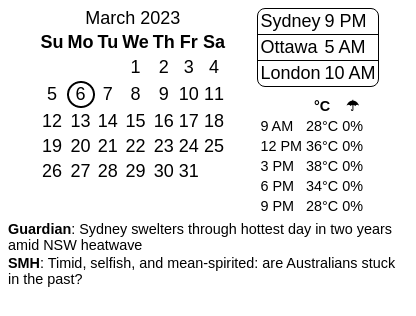 March 2023
Su Mo Tu We Th Fr Sa
1 2 3 4
5 6 7 8 9 10 11
12 13 14 15 16 17 18
19 20 21 22 23 24 25
26 27 28 29 30 31
Sydney 9 PM
Ottawa 5 AM
London 10 AM
°C ☂
9 AM 28°C 0%
12 PM 36°C 0%
3 PM 38°C 0%
6 PM 34°C 0%
9 PM 28°C 0%
Guardian: Sydney swelters through hottest day in two years
amid NSW heatwave
SMH: Timid, selfish, and mean-spirited: are Australians stuck
in the past?